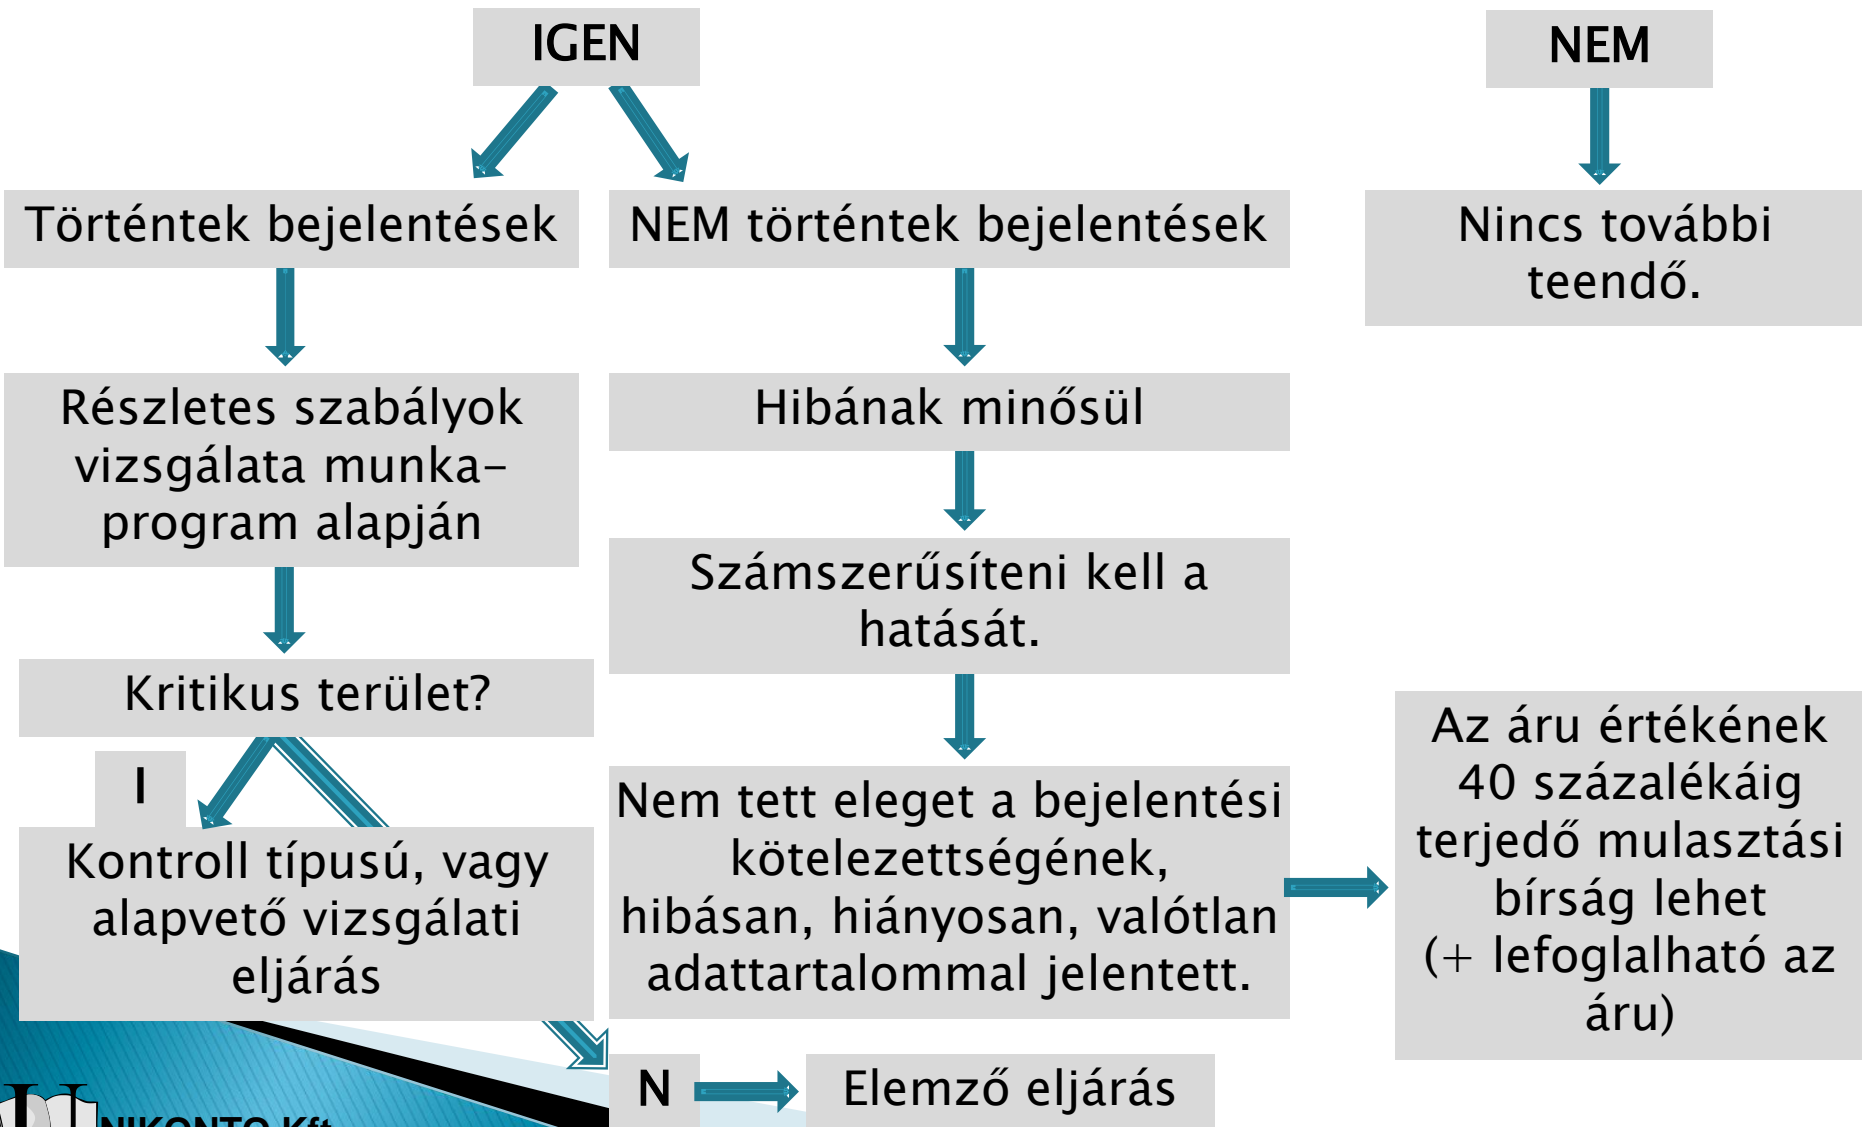 IGEN
NEM
Történtek bejelentések
NEM történtek bejelentések
Nincs további
teendő.
Részletes szabályok
vizsgálata munka-
program alapján
Hibának minősül
Számszerűsíteni kell a
hatását.
Kritikus terület?
I
Kontroll típusú, vagy
alapvető vizsgálati
eljárás
Nem tett eleget a bejelentési
kötelezettségének,
hibásan, hiányosan, valótlan
adattartalommal jelentett.
Az áru értékének
40 százalékáig
terjedő mulasztási
bírság lehet
(+ lefoglalható az
áru)
N
Elemző eljárás
UNIKONTO Kft